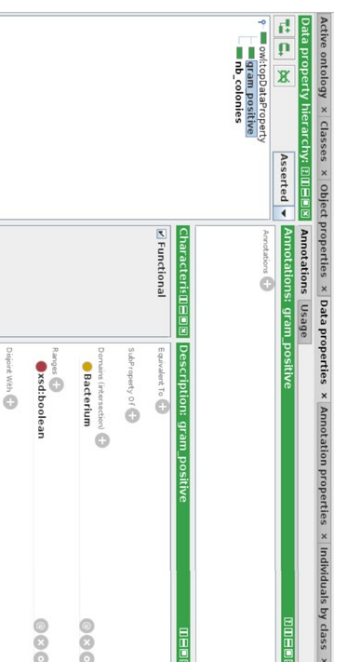 Active ontology × Classes × Object properties × Data properties × Annotation properties × Individuals by class ×
Data property hierarchy:
Asserted
owl:topDataProperty
gram_positive
nb_colonies
Annotations Usage
Annotations: gram_positive
Annotations
Characteris
Functional
Description: gram_positive
Equivalent To
SubProperty Of
Domains (intersection)
Bacterium
Ranges
xsd:boolean
Disjoint With